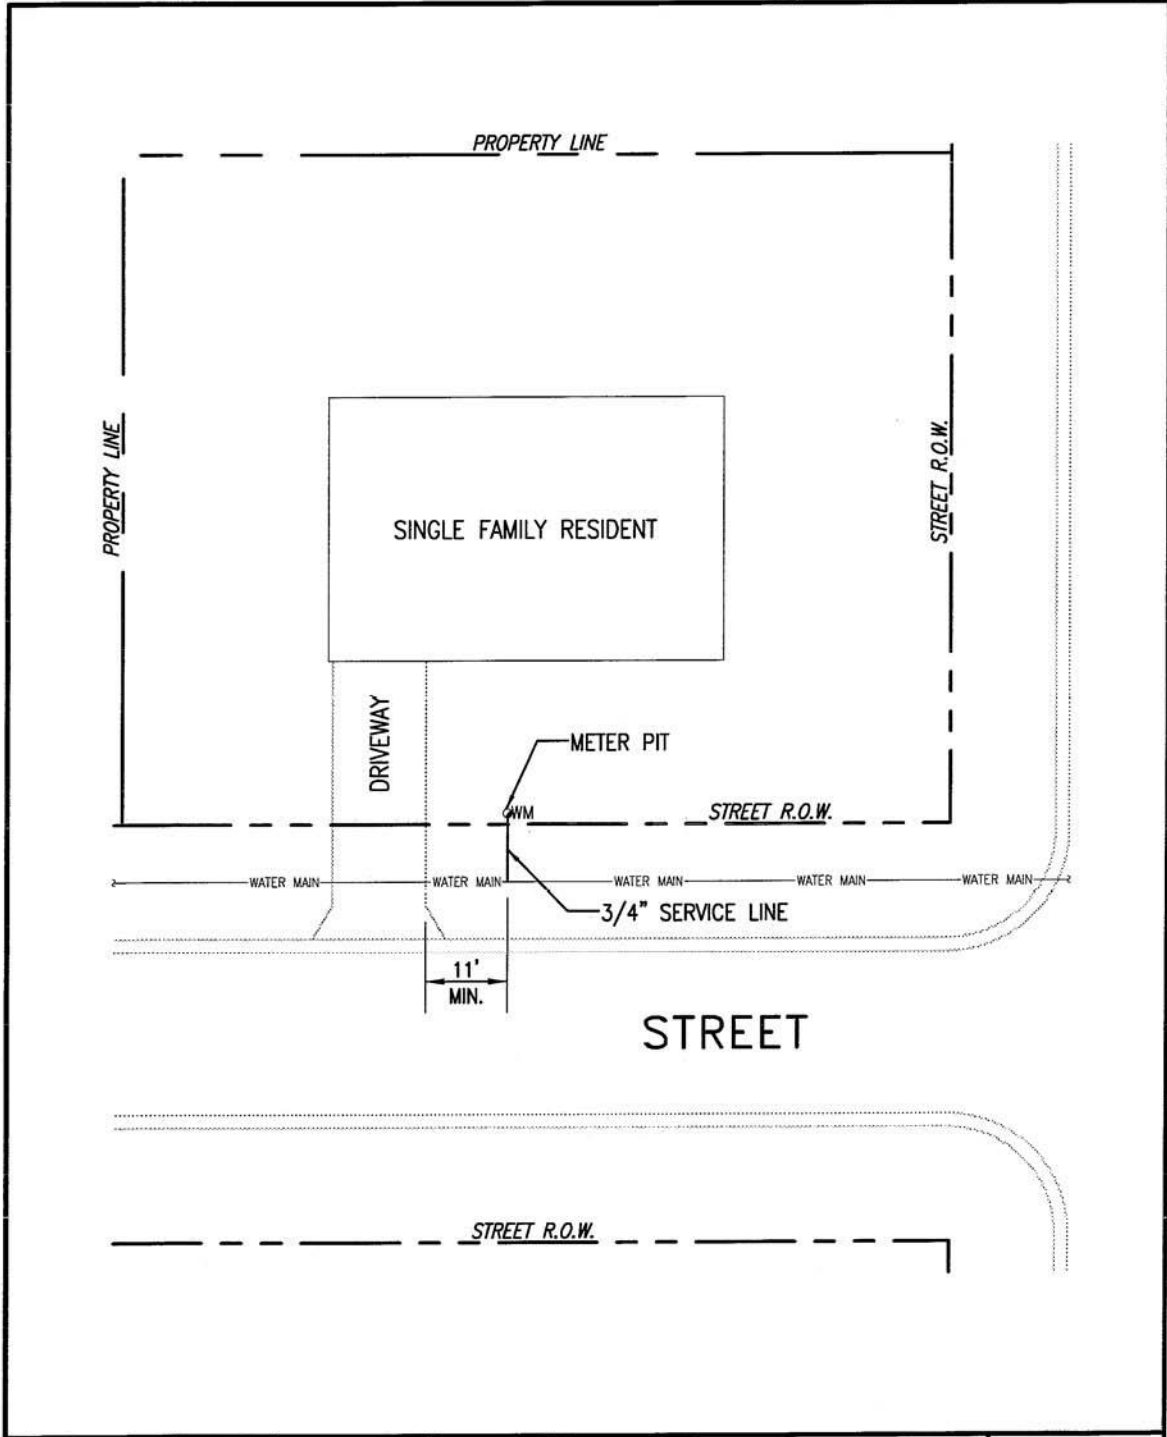 PROPERTY LINE
PROPERTY LINE
STREET R.O.W.
SINGLE FAMILY RESIDENT
DRIVEWAY
METER PIT
WM
STREET R.O.W.
WATER MAIN WATER MAIN WATER MAIN WATER MAIN WATER MAIN
3/4" SERVICE LINE
11'
MIN.
STREET
STREET R.O.W.